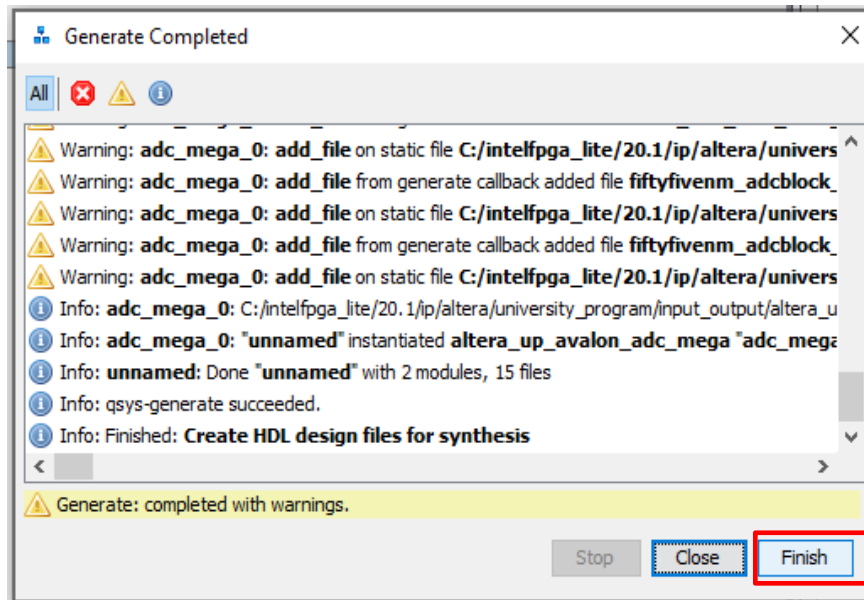 Generate Completed
All
Warning: adc_mega_0: add_file on static file C:/intelfpga_lite/20.1/ip/altera/univers
Warning: adc_mega_0: add_file from generate callback added file fiftyfivenm_adcblock_
Warning: adc_mega_0: add_file on static file C:/intelfpga_lite/20.1/ip/altera/univers
Warning: adc_mega_0: add_file from generate callback added file fiftyfivenm_adcblock_
Warning: adc_mega_0: add_file on static file C:/intelfpga_lite/20.1/ip/altera/univers
Info: adc_mega_0: C:/intelfpga_lite/20.1/ip/altera/university_program/input_output/altera_u
Info: adc_mega_0: "unnamed" instantiated altera_up_avalon_adc_mega "adc_mega
Info: unnamed: Done "unnamed" with 2 modules, 15 files
Info: qsys-generate succeeded.
Info: Finished: Create HDL design files for synthesis
Generate: completed with warnings.
Stop Close Finish